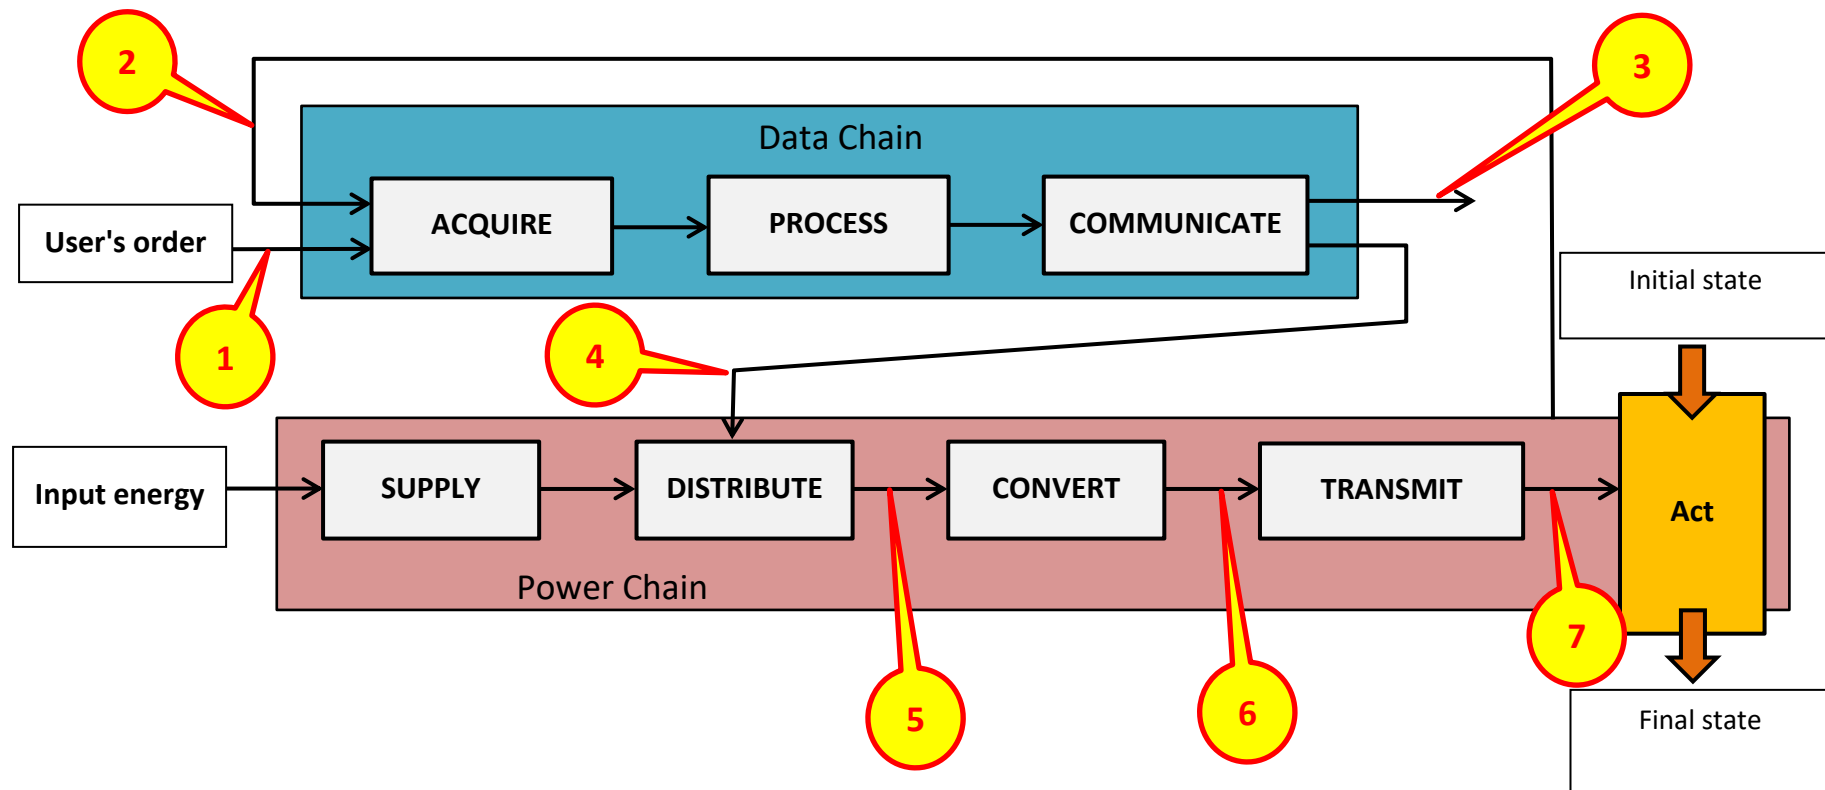 2
3
Data Chain
User's order
ACQUIRE
PROCESS
COMMUNICATE
1
4
Initial state
Input energy
SUPPLY
DISTRIBUTE
CONVERT
TRANSMIT
Act
Power Chain
5
6
7
Final state